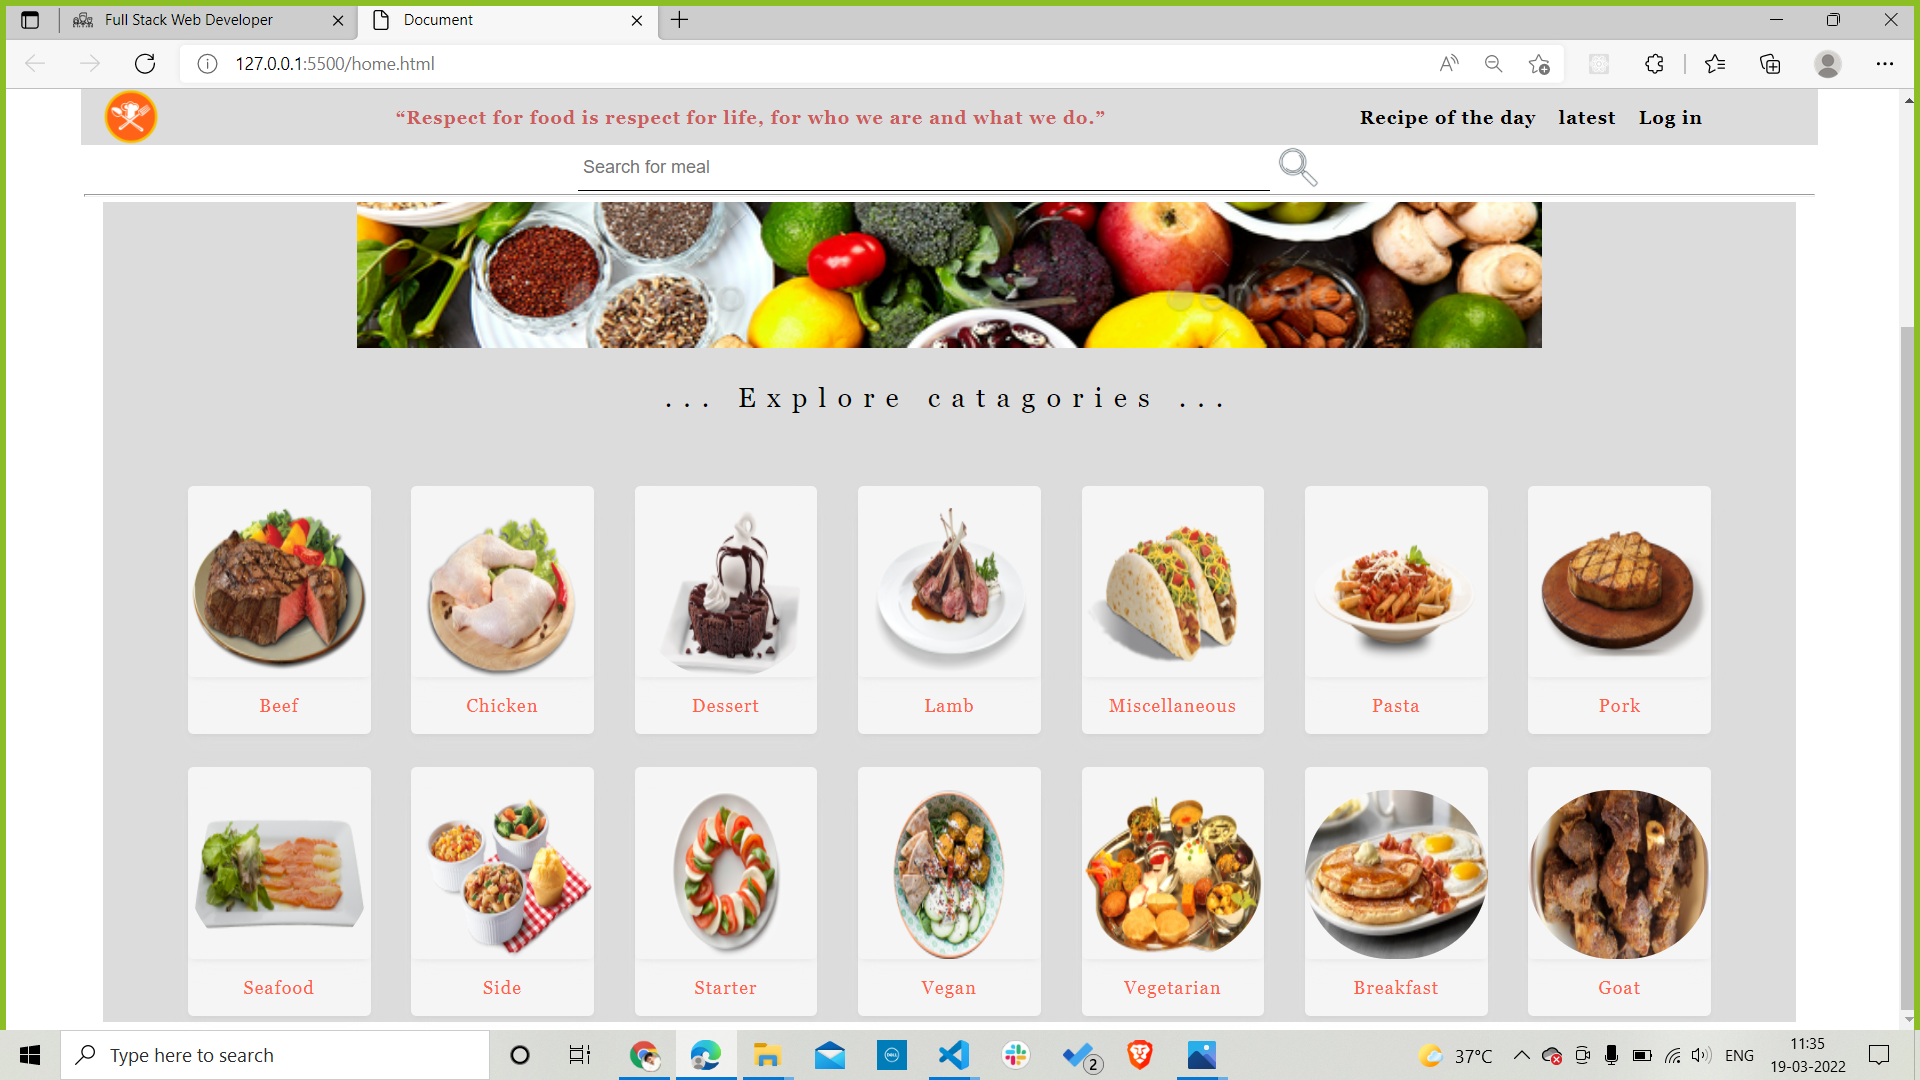 Full Stack Web Developer
Document
127.0.0.1:5500/home.html
“Respect for food is respect for life, for who we are and what we do.”
Recipe of the day latest Log in
Search for meal
envato
... Explore catagories ...
Beef Chicken Dessert Lamb Miscellaneous Pasta Pork
Seafood Side Starter Vegan Vegetarian Breakfast Goat
Type here to search
DELL
2
37°C
ENG
11:35
19-03-2022